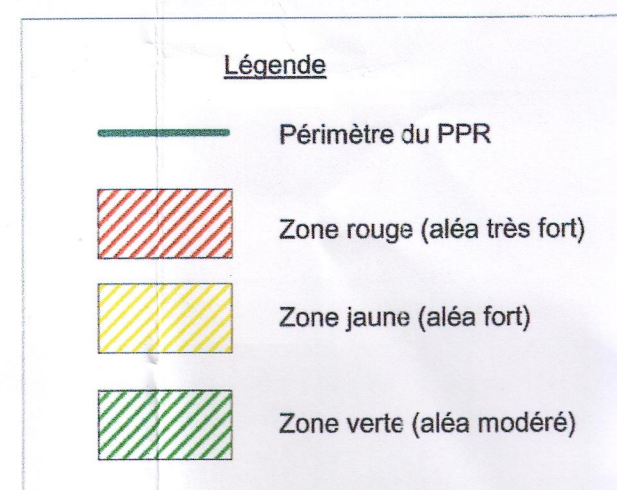 Légende
Périmètre du PPR
Zone rouge (aléa très fort)
Zone jaune (aléa fort)
Zone verte (aléa modéré)